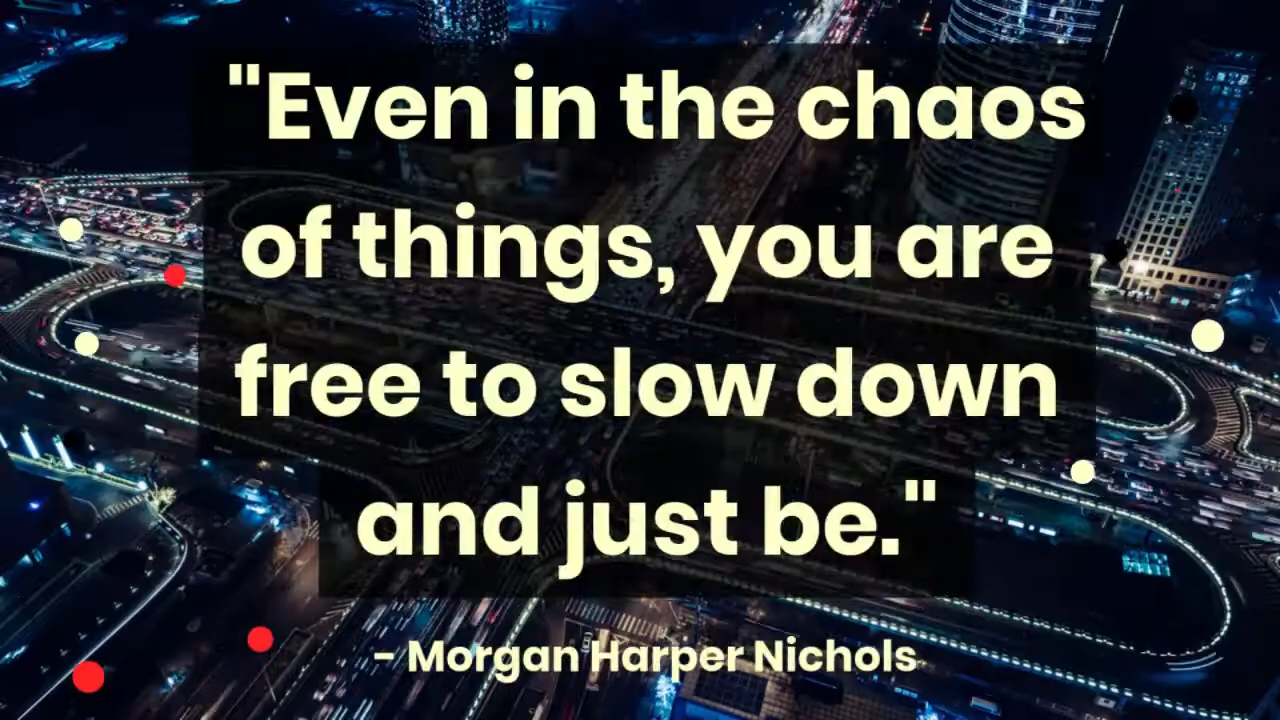 "Even in the chaos
of things, you are
free to slow down
and just be."
- Morgan Harper Nichols